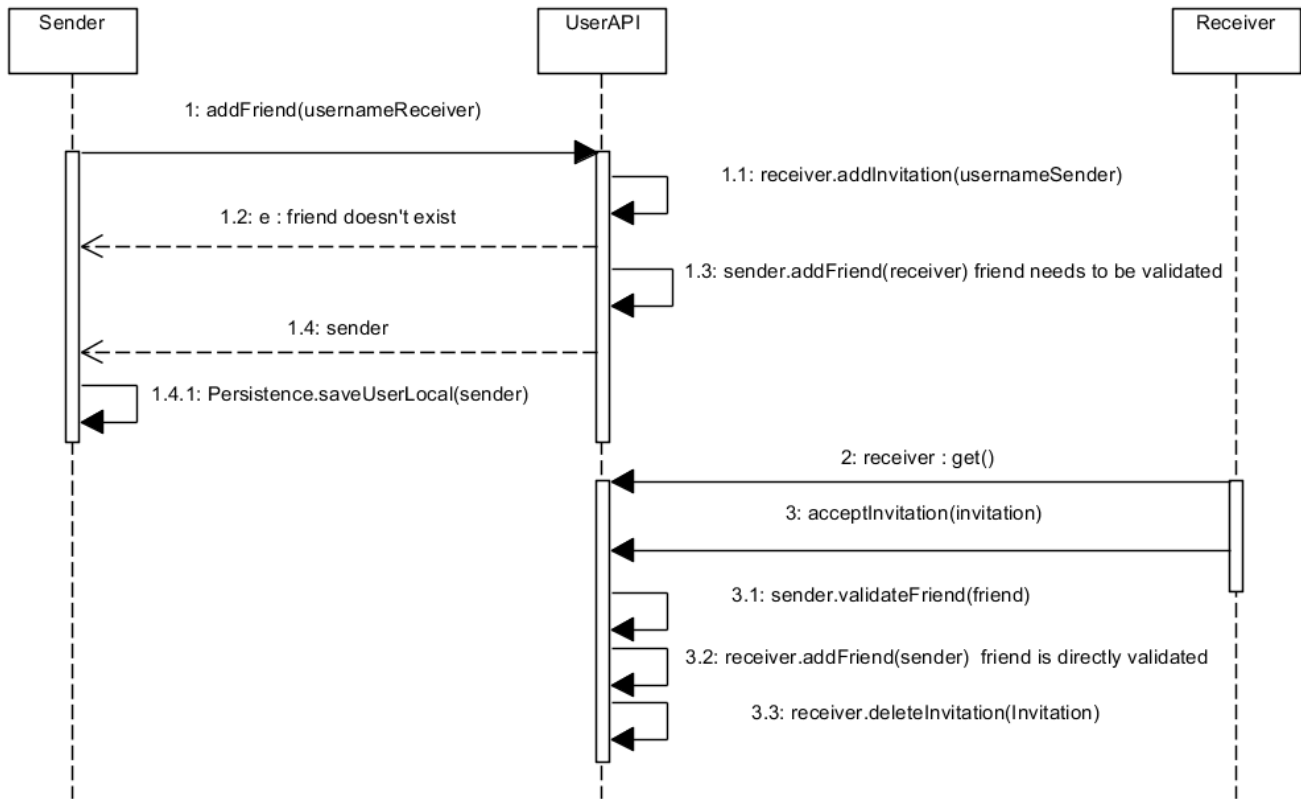 Sender
UserAPI
Receiver
1: addFriend(usernameReceiver)
1.1: receiver.addInvitation(usernameSender)
1.2: e : friend doesn't exist
1.3: sender.addFriend(receiver) friend needs to be validated
1.4: sender
1.4.1: Persistence.saveUserLocal(sender)
2: receiver : get()
3: acceptInvitation(invitation)
3.1: sender.validateFriend(friend)
3.2: receiver.addFriend(sender)  friend is directly validated
3.3: receiver.deleteInvitation(Invitation)